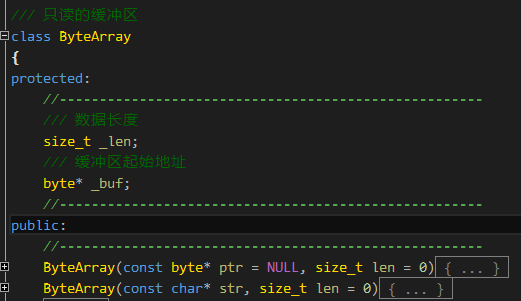 /// 只读的缓冲区
class ByteArray
{
protected:
//-----------------------------------------------------
/// 数据长度
size_t _len;
/// 缓冲区起始地址
byte* _buf;
//-----------------------------------------------------
public:
//-----------------------------------------------------
ByteArray(const byte* ptr = NULL, size_t len = 0){ ... }
ByteArray(const char* str, size_t len = 0){ ... }